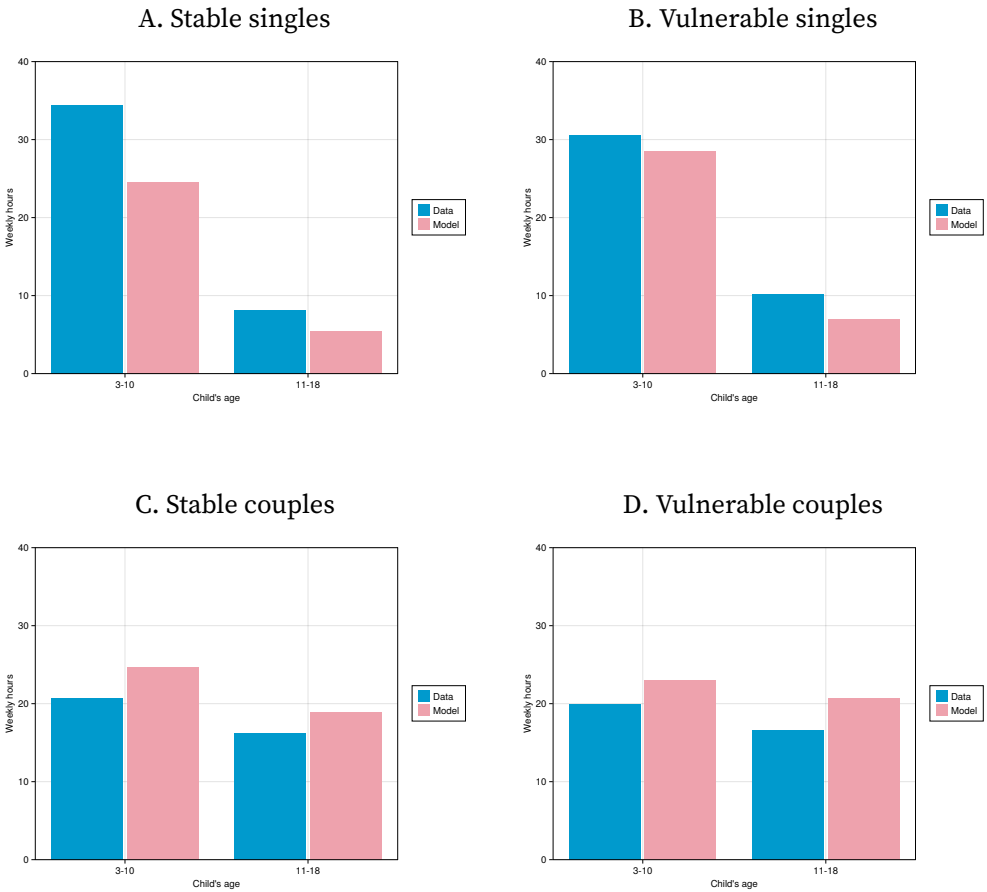 A. Stable singles
40
30
20
10
0
Weekly hours
3-10
11-18
Child's age
Data
Model
B. Vulnerable singles
40
30
20
10
0
Weekly hours
3-10
11-18
Child's age
Data
Model
C. Stable couples
40
30
20
10
0
Weekly hours
3-10
11-18
Child's age
Data
Model
D. Vulnerable couples
40
30
20
10
0
Weekly hours
3-10
11-18
Child's age
Data
Model